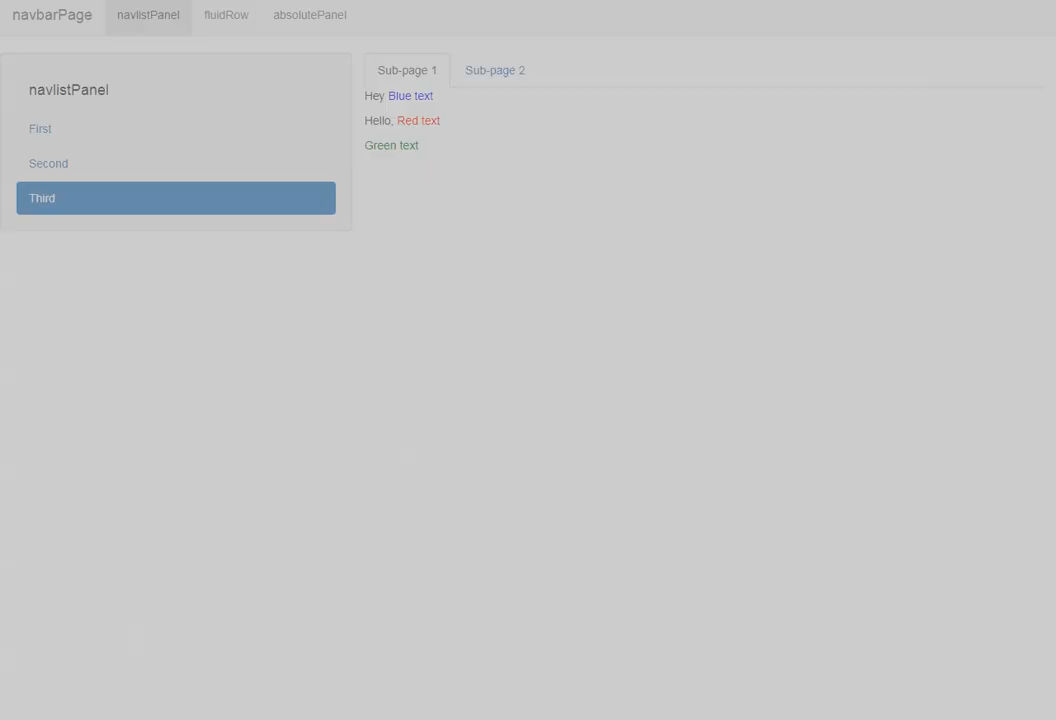 navbarPage navlistPanel fluidRow absolutePanel
navlistPanel
First
Second
Third
Sub-page 1 Sub-page 2
Hey Blue text
Hello, Red text
Green text